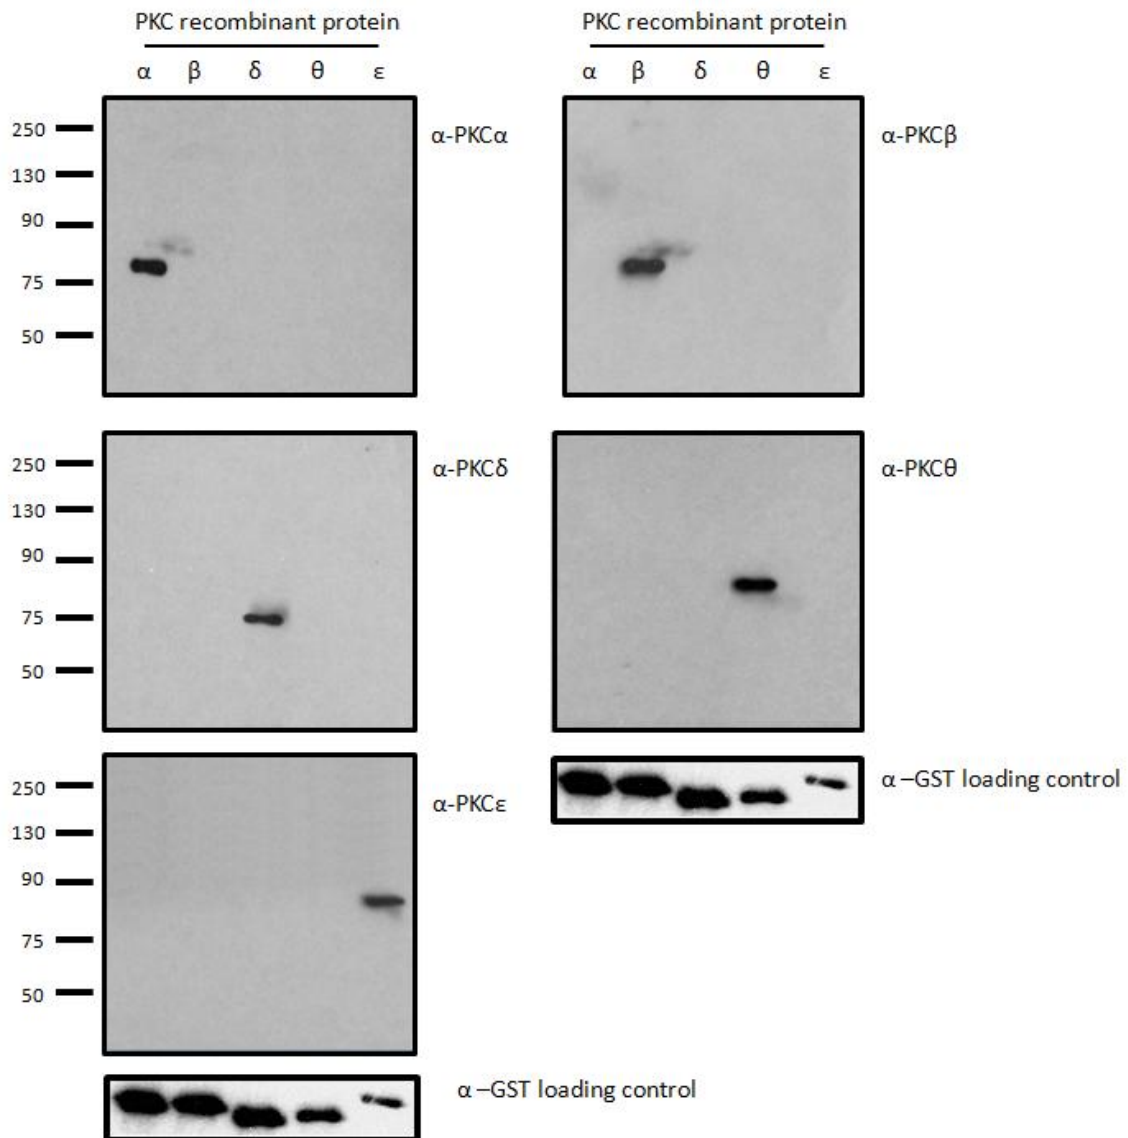 PKC recombinant protein
α β δ θ ε
250
130
90
75
50
α-PKCα
PKC recombinant protein
α β δ θ ε
α-PKCβ
250
130
90
75
50
α-PKCδ
α-PKCθ
250
130
90
75
50
α-PKCε
α –GST loading control
α –GST loading control